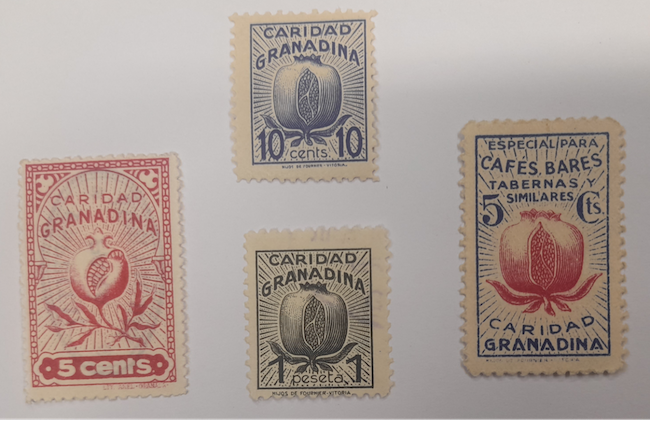 CARIDAD
GRANADINA
10 cents. 10
HIJOS DE FOURNIER-VITORIA.
CARIDAD
GRANADINA
5 cents.
CARIDAD
GRANADINA
1 peseta 1
HIJOS DE FOURNIER-VITORIA.
ESPECIAL PARA
CAFES, BARES
TABERNAS Y
SIMILARES
5 Cts.
CARIDAD
GRANADINA